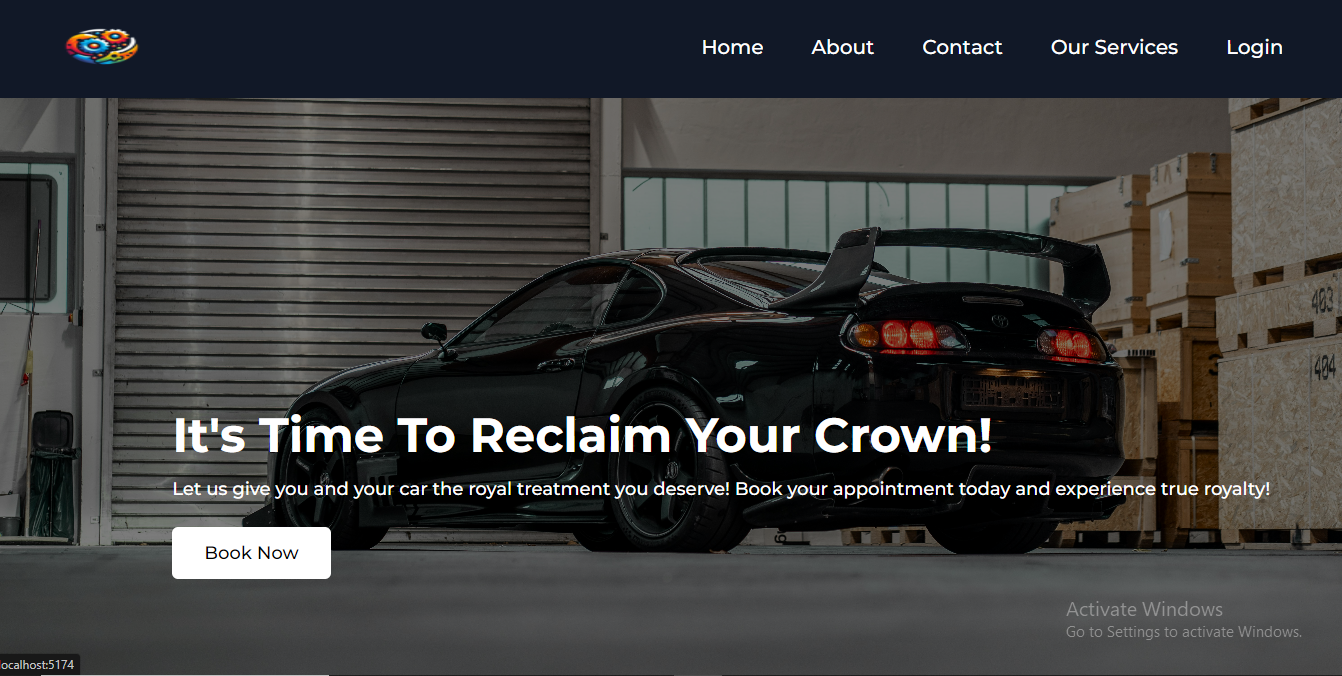 Home About Contact Our Services Login
403
404
It's Time To Reclaim Your Crown!
Let us give you and your car the royal treatment you deserve! Book your appointment today and experience true royalty!
Book Now
Activate Windows
Go to Settings to activate Windows.
ocalhost:5174